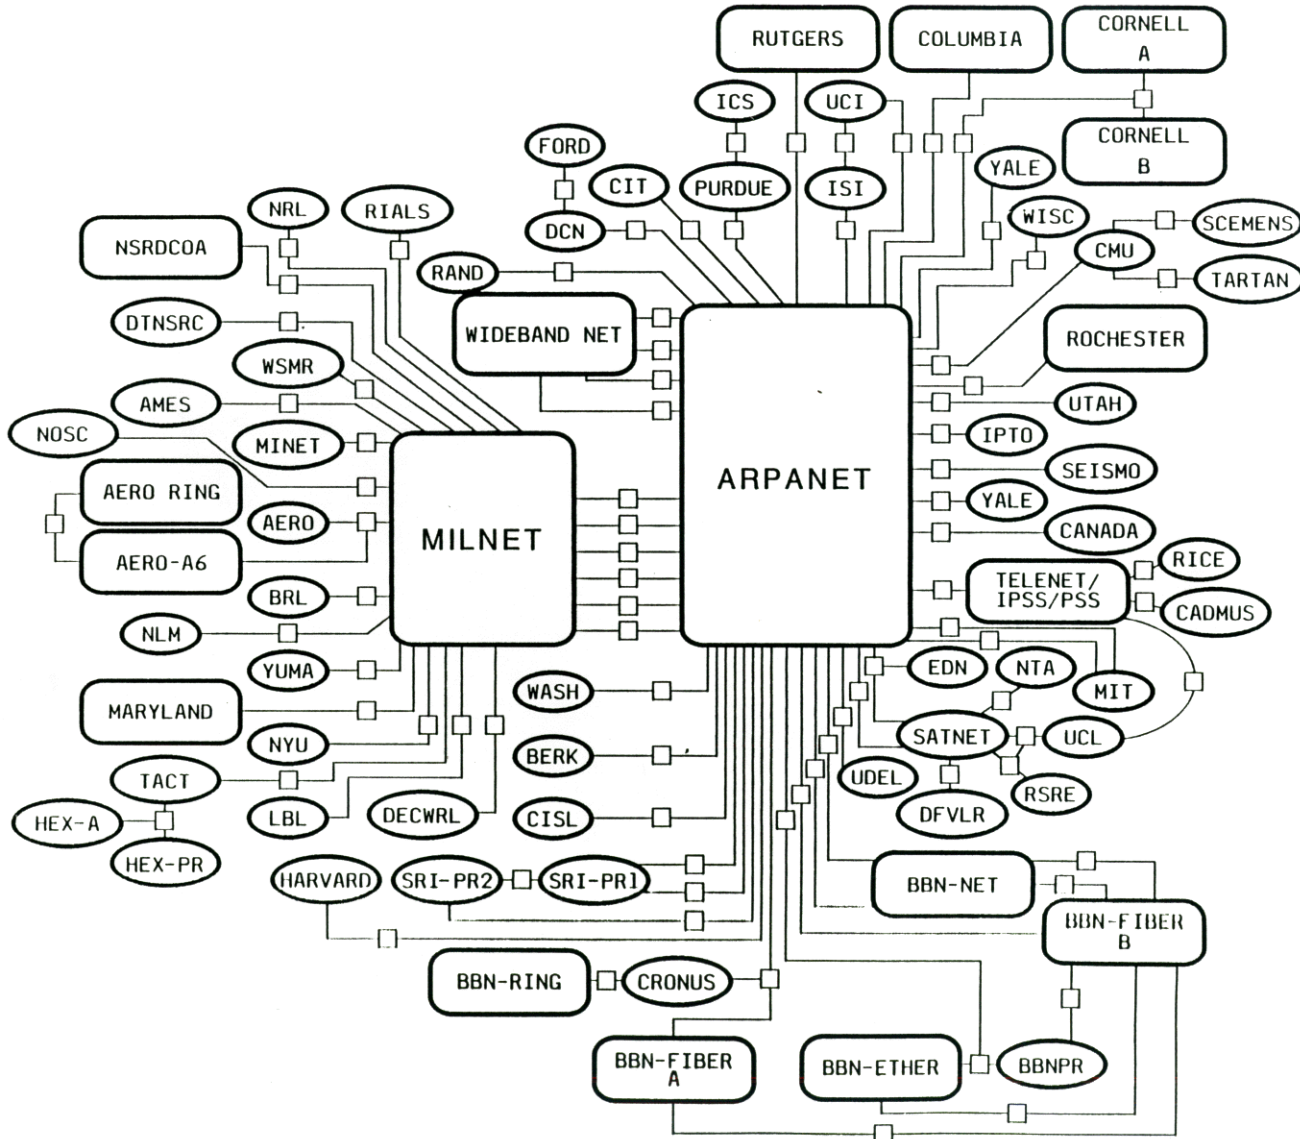 RUTGERS
COLUMBIA
CORNELL
A
ICS
UCI
CORNELL
B
FORD
CIT
PURDUE
ISI
YALE
NRL
RIALS
DCN
WISC
CMU
SCEMENS
NSRDCOA
RAND
TARTAN
DTNSRC
WIDEBAND NET
ROCHESTER
WSMR
AMES
UTAH
NOSC
MINET
IPTO
AERO RING
ARPANET
SEISMO
YALE
AERO
MILNET
CANADA
AERO-A6
TELENET/
IPSS/PSS
RICE
BRL
CADMUS
NLM
YUMA
EDN
NTA
WASH
MIT
MARYLAND
NYU
SATNET
UCL
BERK
TACT
UDEL
RSRE
LBL
DECWRL
CISL
DFVLR
HEX-A
HEX-PR
HARVARD
SRI-PR2
SRI-PR1
BBN-NET
BBN-FIBER
B
BBN-RING
CRONUS
BBN-FIBER
A
BBN-ETHER
BBNPR